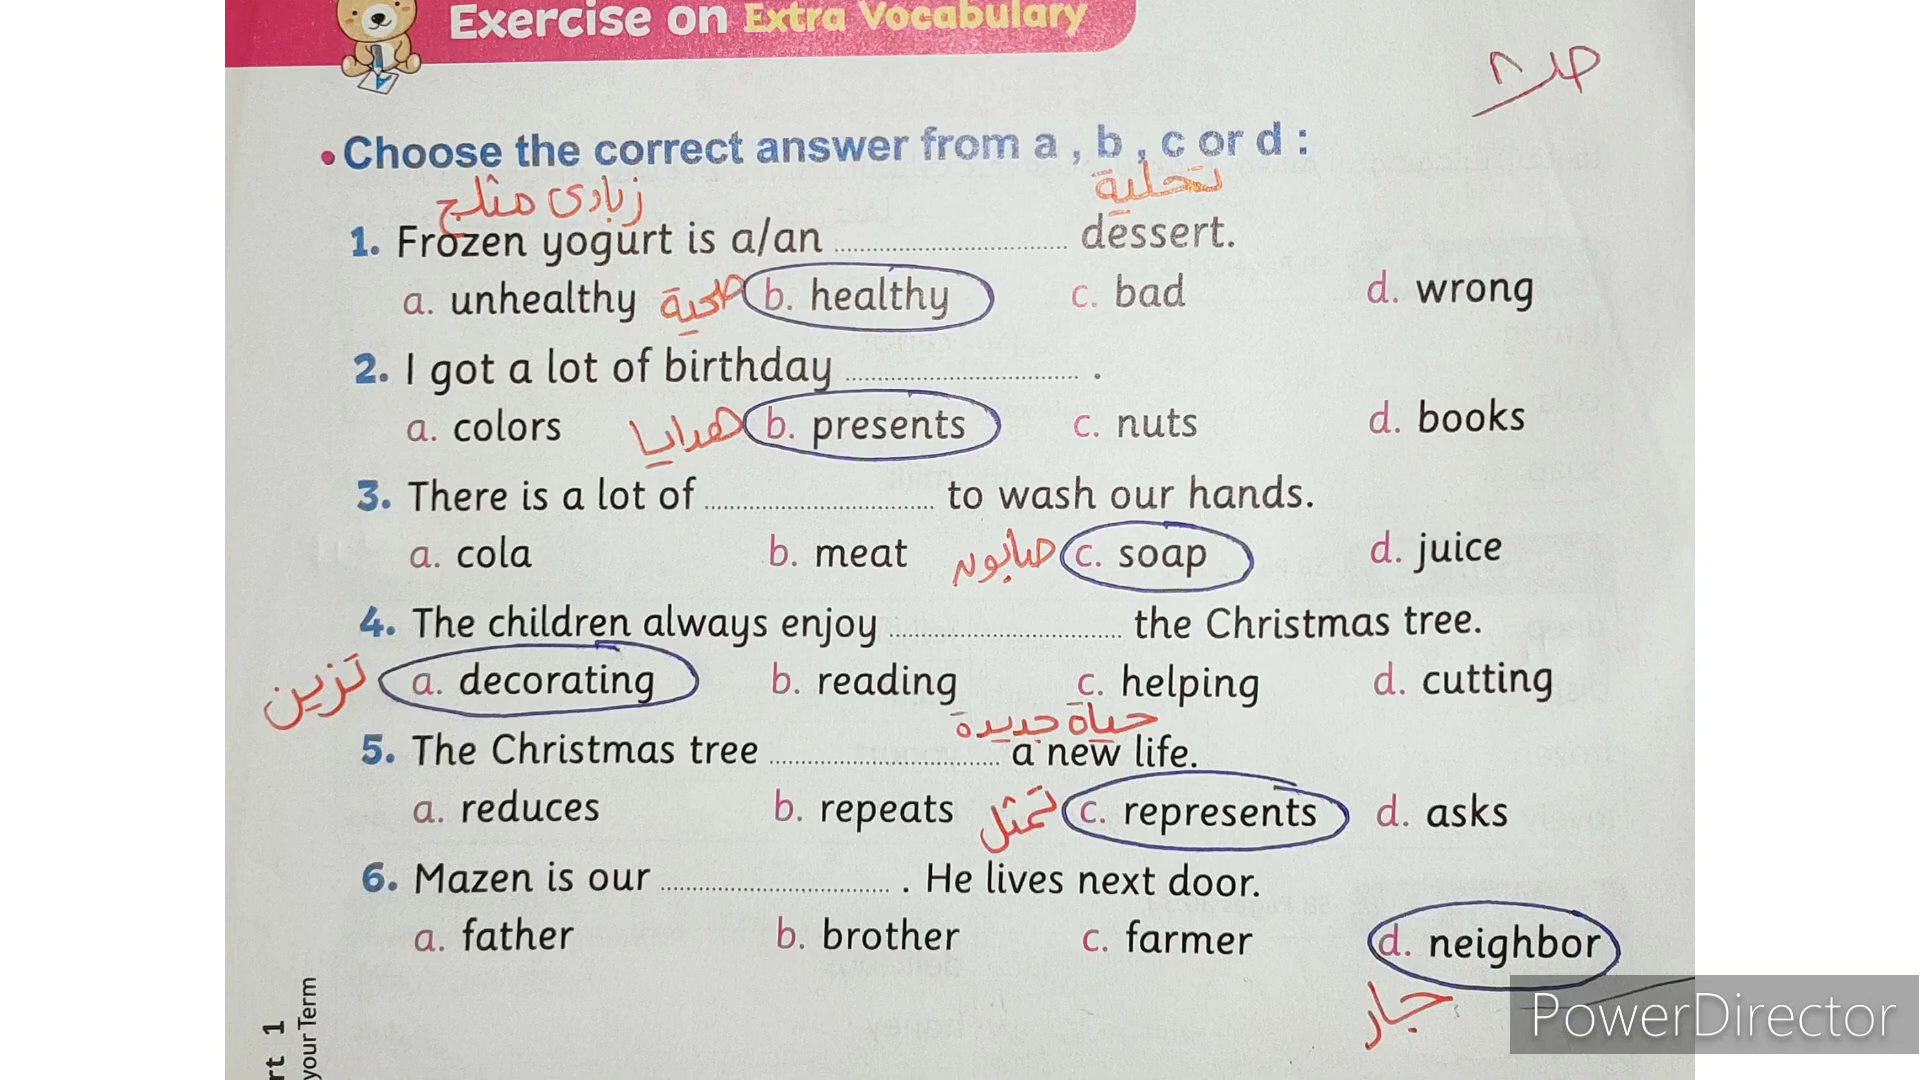 Exercise on Extra Vocabulary
• Choose the correct answer from a , b , c or d :
زبادى مثلج تحلية
1. Frozen yogurt is a/an .................... dessert.
a. unhealthy صحية b. healthy c. bad d. wrong
2. I got a lot of birthday .................... .
a. colors هدايا b. presents c. nuts d. books
3. There is a lot of .................... to wash our hands.
a. cola b. meat صابون c. soap d. juice
4. The children always enjoy .................... the Christmas tree.
تزين a. decorating b. reading c. helping d. cutting
حياة جديدة
5. The Christmas tree .................... a new life.
a. reduces b. repeats تمثل c. represents d. asks
6. Mazen is our .................... . He lives next door.
a. father b. brother c. farmer d. neighbor
جار
rt 1
your Term
PowerDirector